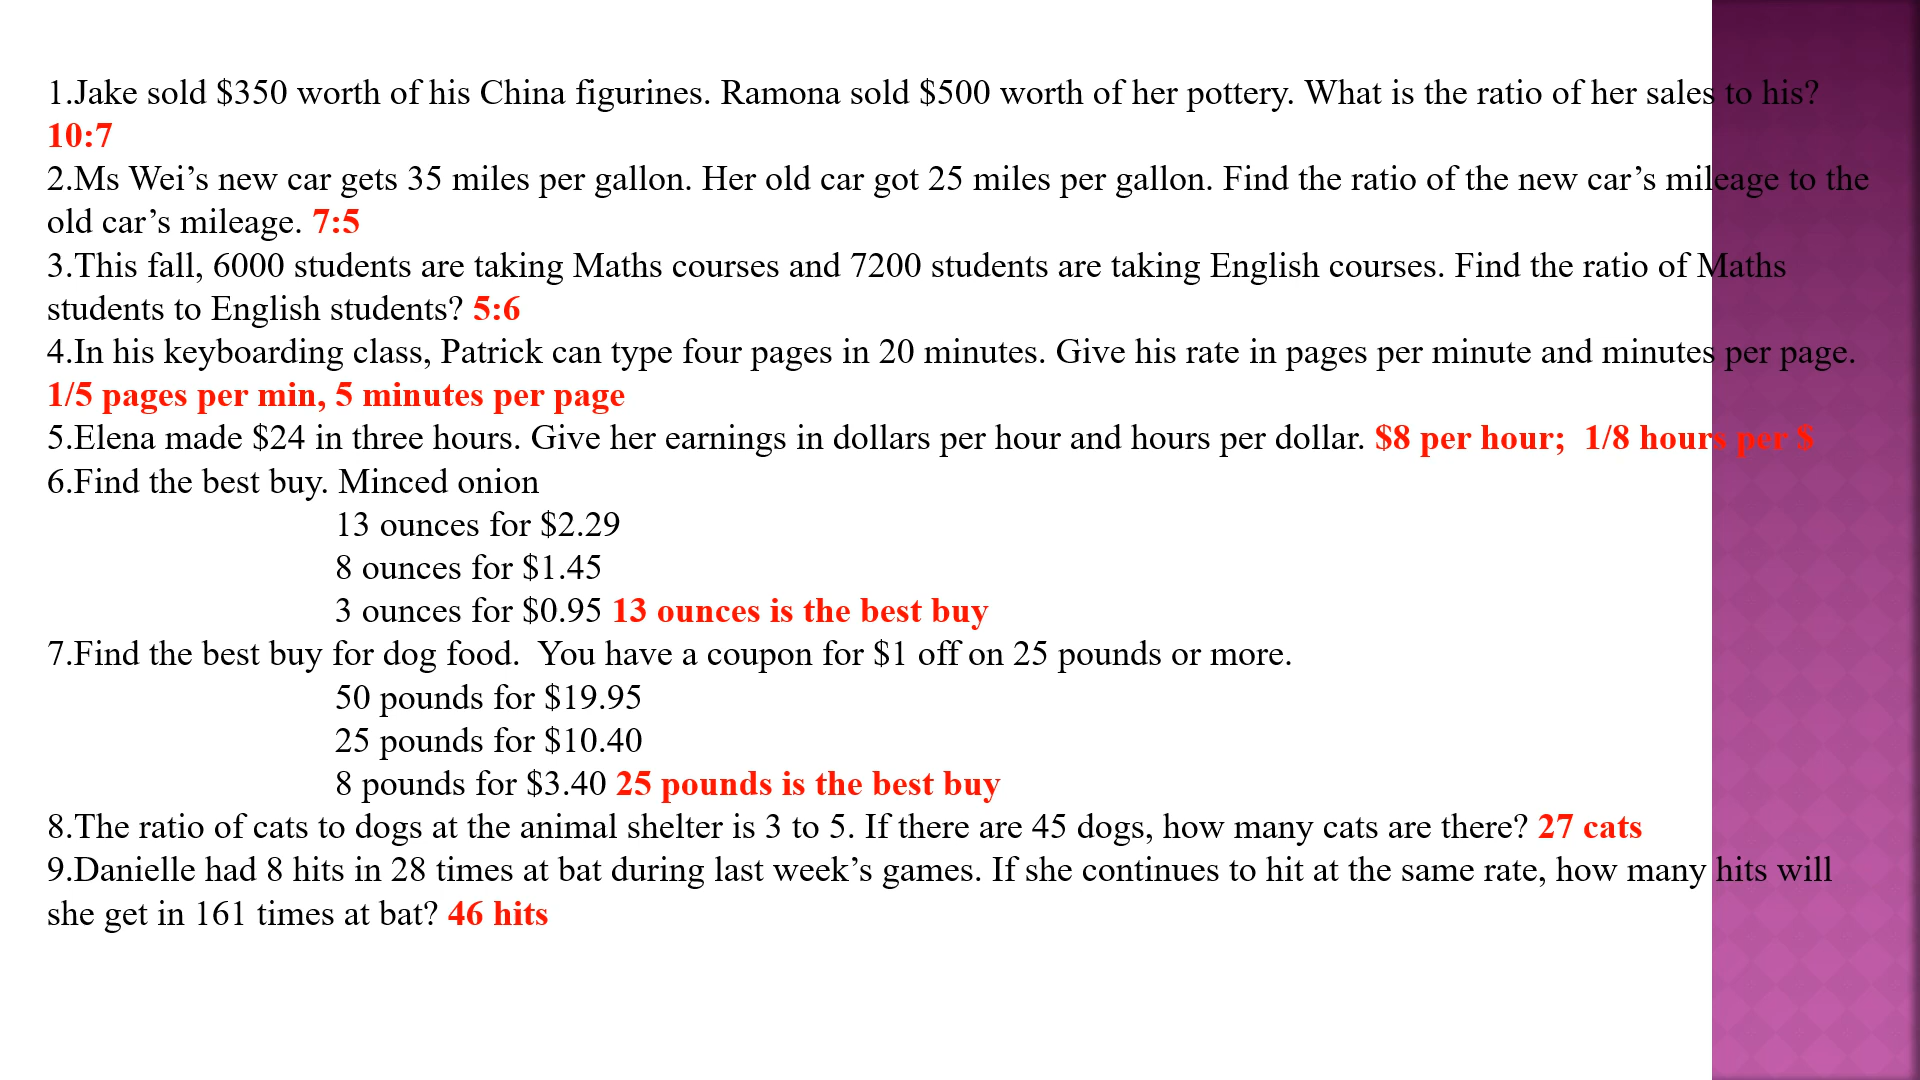 1.Jake sold $350 worth of his China figurines. Ramona sold $500 worth of her pottery. What is the ratio of her sales to his?
10:7
2.Ms Wei’s new car gets 35 miles per gallon. Her old car got 25 miles per gallon. Find the ratio of the new car’s mileage to the
old car’s mileage. 7:5
3.This fall, 6000 students are taking Maths courses and 7200 students are taking English courses. Find the ratio of Maths
students to English students? 5:6
4.In his keyboarding class, Patrick can type four pages in 20 minutes. Give his rate in pages per minute and minutes per page.
1/5 pages per min, 5 minutes per page
5.Elena made $24 in three hours. Give her earnings in dollars per hour and hours per dollar. $8 per hour;  1/8 hours per $
6.Find the best buy. Minced onion
13 ounces for $2.29
8 ounces for $1.45
3 ounces for $0.95 13 ounces is the best buy
7.Find the best buy for dog food.  You have a coupon for $1 off on 25 pounds or more.
50 pounds for $19.95
25 pounds for $10.40
8 pounds for $3.40 25 pounds is the best buy
8.The ratio of cats to dogs at the animal shelter is 3 to 5. If there are 45 dogs, how many cats are there? 27 cats
9.Danielle had 8 hits in 28 times at bat during last week’s games. If she continues to hit at the same rate, how many hits will
she get in 161 times at bat? 46 hits